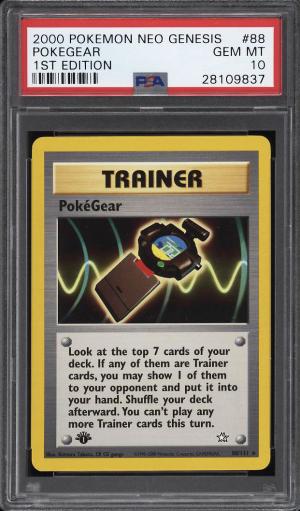 2000 POKEMON NEO GENESIS #88
POKEGEAR GEM MT
1ST EDITION 10
PSA 28109837
TRAINER
PokéGear
Look at the top 7 cards of your
deck. If any of them are Trainer
cards, you may show 1 of them
to your opponent and put it into
your hand. Shuffle your deck
afterward. You can't play any
more Trainer cards this turn.
88/111